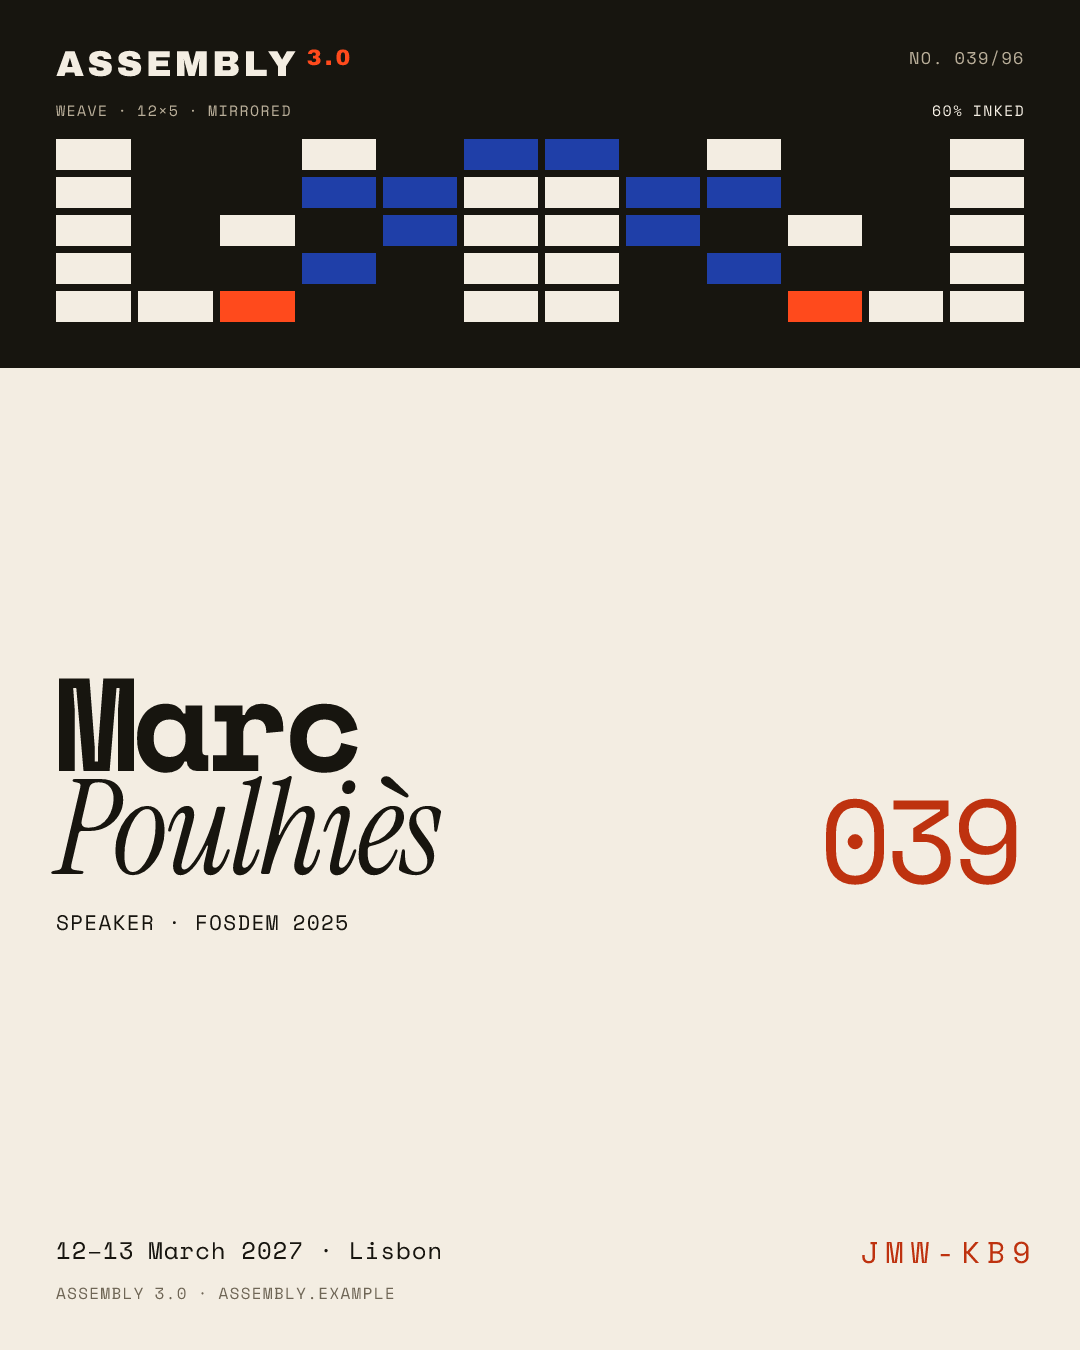 ASSEMBLY 3.0
NO. 039/96
WEAVE · 12×5 · MIRRORED
60% INKED
Marc
Poulhiès
039
SPEAKER · FOSDEM 2025
12–13 March 2027 · Lisbon
JMW-KB9
ASSEMBLY 3.0 · ASSEMBLY.EXAMPLE